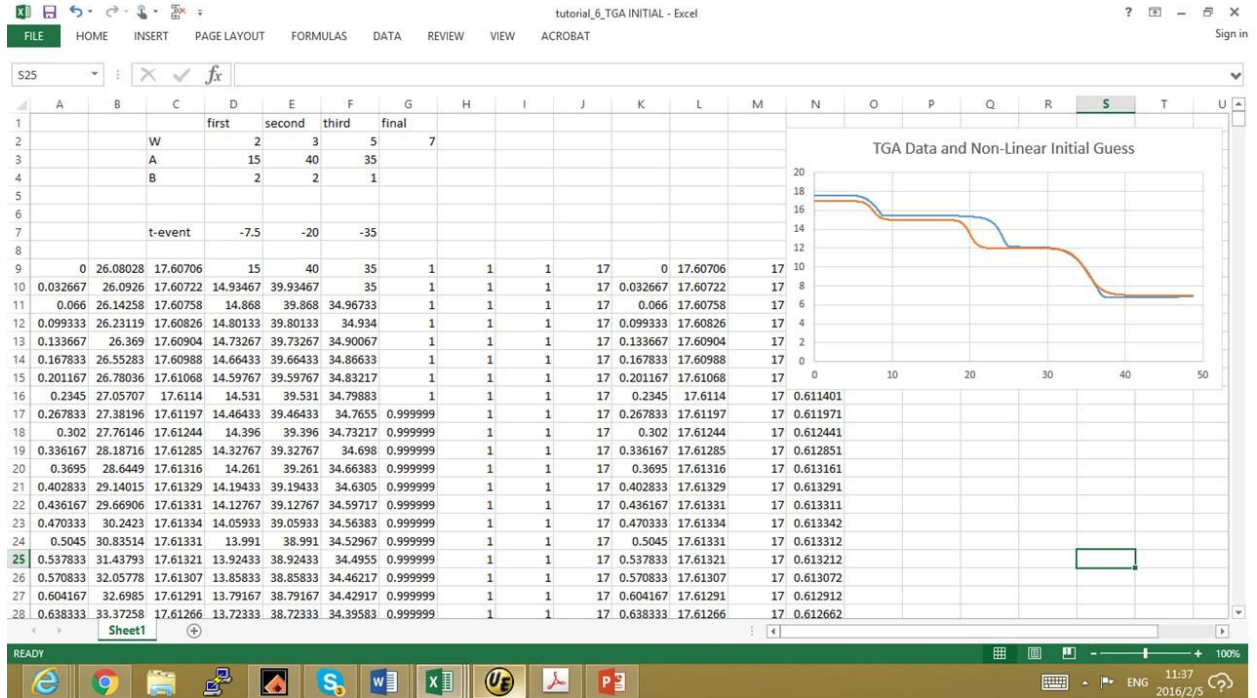 tutorial_6_TGA INITIAL - Excel
FILE HOME INSERT PAGE LAYOUT FORMULAS DATA REVIEW VIEW ACROBAT Sign in
S25 fx
A B C D E F G H I J K L M N O P Q R S T U
1 first second third final
2 W 2 3 5 7
3 A 15 40 35
4 B 2 2 1
5
6
7 t-event -7.5 -20 -35
8
9 0 26.08028 17.60706 15 40 35 1 1 1 17 0 17.60706 17
10 0.032667 26.0926 17.60722 14.93467 39.93467 35 1 1 1 17 0.032667 17.60722 17
11 0.066 26.14258 17.60758 14.868 39.868 34.96733 1 1 1 17 0.066 17.60758 17
12 0.099333 26.23119 17.60826 14.80133 39.80133 34.934 1 1 1 17 0.099333 17.60826 17
13 0.133667 26.369 17.60904 14.73267 39.73267 34.90067 1 1 1 17 0.133667 17.60904 17
14 0.167833 26.55283 17.60988 14.66433 39.66433 34.86633 1 1 1 17 0.167833 17.60988 17
15 0.201167 26.78036 17.61068 14.59767 39.59767 34.83217 1 1 1 17 0.201167 17.61068 17
16 0.2345 27.05707 17.6114 14.531 39.531 34.79883 1 1 1 17 0.2345 17.6114 17 0.611401
17 0.267833 27.38196 17.61197 14.46433 39.46433 34.7655 0.999999 1 1 17 0.267833 17.61197 17 0.611971
18 0.302 27.76146 17.61244 14.396 39.396 34.73217 0.999999 1 1 17 0.302 17.61244 17 0.612441
19 0.336167 28.18716 17.61285 14.32767 39.32767 34.698 0.999999 1 1 17 0.336167 17.61285 17 0.612851
20 0.3695 28.6449 17.61316 14.261 39.261 34.66383 0.999999 1 1 17 0.3695 17.61316 17 0.613161
21 0.402833 29.14015 17.61329 14.19433 39.19433 34.6305 0.999999 1 1 17 0.402833 17.61329 17 0.613291
22 0.436167 29.66906 17.61331 14.12767 39.12767 34.59717 0.999999 1 1 17 0.436167 17.61331 17 0.613311
23 0.470333 30.2423 17.61334 14.05933 39.05933 34.56383 0.999999 1 1 17 0.470333 17.61334 17 0.613342
24 0.5045 30.83514 17.61331 13.991 38.991 34.52967 0.999999 1 1 17 0.5045 17.61331 17 0.613312
25 0.537833 31.43793 17.61321 13.92433 38.92433 34.4955 0.999999 1 1 17 0.537833 17.61321 17 0.613212
26 0.570833 32.05778 17.61307 13.85833 38.85833 34.46217 0.999999 1 1 17 0.570833 17.61307 17 0.613072
27 0.604167 32.6985 17.61291 13.79167 38.79167 34.42917 0.999999 1 1 17 0.604167 17.61291 17 0.612912
28 0.638333 33.37258 17.61266 13.72333 38.72333 34.39583 0.999999 1 1 17 0.638333 17.61266 17 0.612662
TGA Data and Non-Linear Initial Guess
20
18
16
14
12
10
8
6
4
2
0
0 10 20 30 40 50
Sheet1
READY 100%
ENG 11:37
2016/2/5